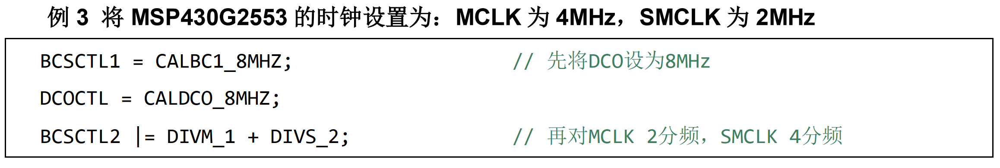 例 3 将 MSP430G2553 的时钟设置为：MCLK 为 4MHz，SMCLK 为 2MHz
BCSCTL1 = CALBC1_8MHZ; // 先将DCO设为8MHz
DCOCTL = CALDCO_8MHZ;
BCSCTL2 |= DIVM_1 + DIVS_2; // 再对MCLK 2分频，SMCLK 4分频